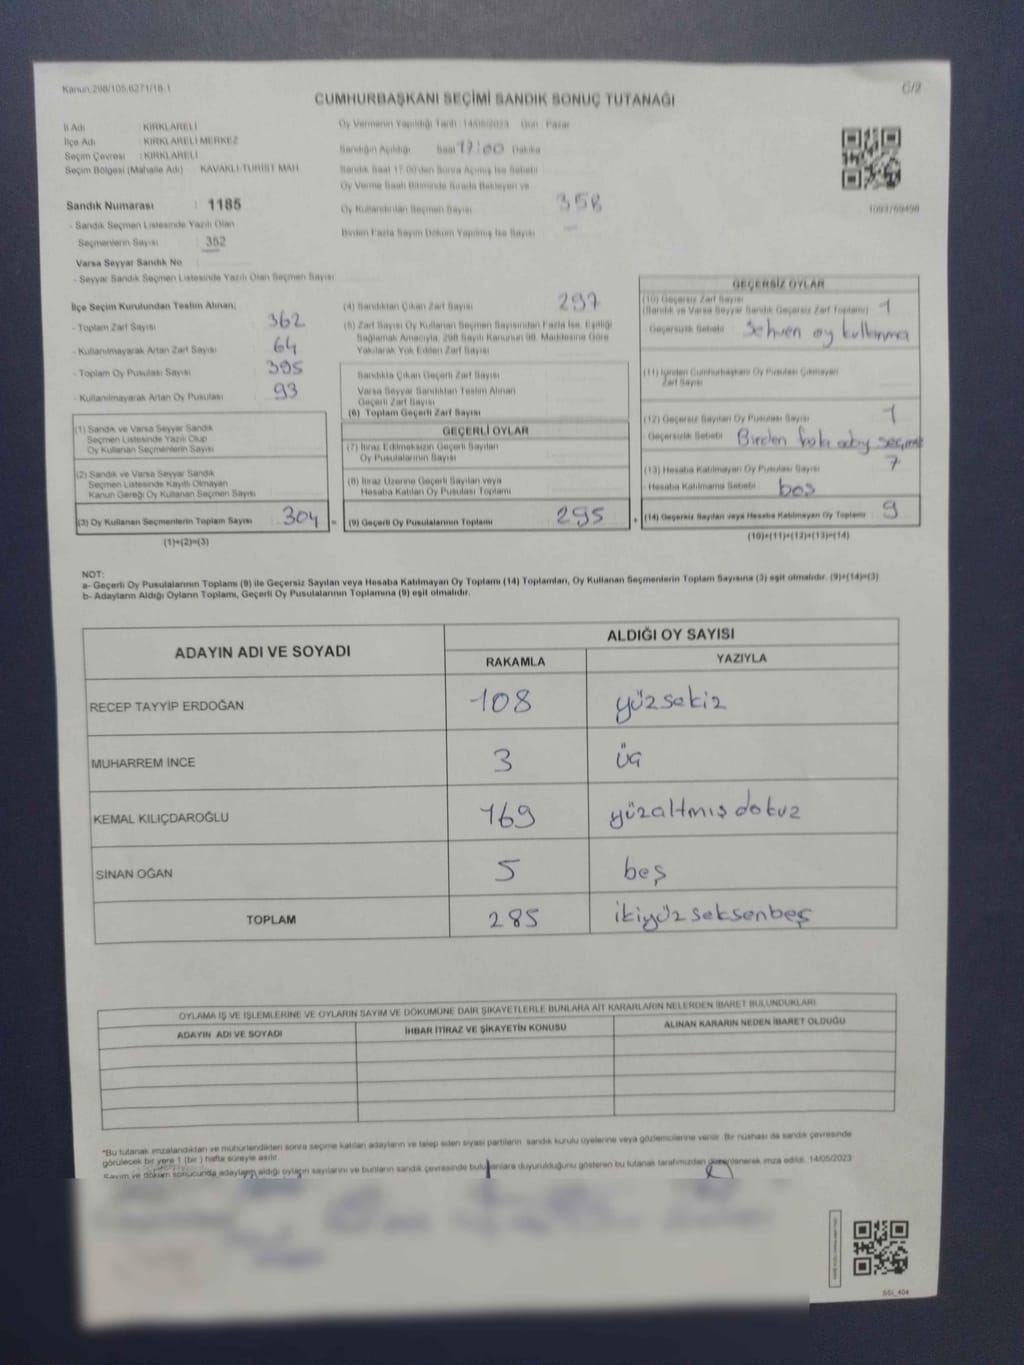 Kanun.298/105,6271/18.1
C/2
CUMHURBAŞKANI SEÇİMİ SANDIK SONUÇ TUTANAĞI
İl Adı : KIRKLARELİ
İlçe Adı : KIRKLARELİ MERKEZ
Seçim Çevresi : KIRKLARELİ
Seçim Bölgesi (Mahalle Adı) KAVAKLI-TURIST MAH.
Oy Vermenin Yapıldığı Tarih :14/05/2023 Gün : Pazar
Sandığın Açıldığı Saat 17:00 Dakika
Sandık Saat 17.00'den Sonra Açılmış İse Sebebi
Oy Verme Saati Bitiminde Sırada Bekleyen ve
Oy Kullandırılan Seçmen Sayısı 358
Birden Fazla Sayım Döküm Yapılmış İse Sayısı —
1093769498
Sandık Numarası : 1185
- Sandık Seçmen Listesinde Yazılı Olan
Seçmenlerin Sayısı : 352
Varsa Seyyar Sandık No
- Seyyar Sandık Seçmen Listesinde Yazılı Olan Seçmen Sayısı
İlçe Seçim Kurulundan Teslim Alınan;
- Toplam Zarf Sayısı 362
- Kullanılmayarak Artan Zarf Sayısı 64
- Toplam Oy Pusulası Sayısı 395
- Kullanılmayarak Artan Oy Pusulası 93
(4) Sandıktan Çıkan Zarf Sayısı 297
(5) Zarf Sayısı Oy Kullanan Seçmen Sayısından Fazla İse, Eşitliği
Sağlamak Amacıyla, 298 Sayılı Kanunun 98. Maddesine Göre
Yakılarak Yok Edilen Zarf Sayısı
Sandıkta Çıkan Geçerli Zarf Sayısı
Varsa Seyyar Sandıktan Teslim Alınan
Geçerli Zarf Sayısı
(6) Toplam Geçerli Zarf Sayısı
GEÇERSİZ OYLAR
(10) Geçersiz Zarf Sayısı
(Sandık ve Varsa Seyyar Sandık Geçersiz Zarf Toplamı) 1
- Geçersizlik Sebebi Sehven oy kullanma
(11) İçinden Cumhurbaşkanı Oy Pusulası Çıkmayan
Zarf Sayısı
(12) Geçersiz Sayılan Oy Pusulası Sayısı 1
- Geçersizlik Sebebi Birden fazla aday seçimi
(13) Hesaba Katılmayan Oy Pusulası Sayısı 7
- Hesaba Katılmama Sebebi boş
(14) Geçersiz Sayılan veya Hesaba Katılmayan Oy Toplamı 9
(10)+(11)+(12)+(13)=(14)
(1) Sandık ve Varsa Seyyar Sandık
Seçmen Listesinde Yazılı Olup
Oy Kullanan Seçmenlerin Sayısı
(2) Sandık ve Varsa Seyyar Sandık
Seçmen Listesinde Kayıtlı Olmayan
Kanun Gereği Oy Kullanan Seçmen Sayısı
(3) Oy Kullanan Seçmenlerin Toplam Sayısı 304 =
(1)+(2)=(3)
GEÇERLİ OYLAR
(7) İtiraz Edilmeksizin Geçerli Sayılan
Oy Pusulalarının Sayısı
(8) İtiraz Üzerine Geçerli Sayılan veya
Hesaba Katılan Oy Pusulası Toplamı
(9) Geçerli Oy Pusulalarının Toplamı 295 +
NOT:
a- Geçerli Oy Pusulalarının Toplamı (9) ile Geçersiz Sayılan veya Hesaba Katılmayan Oy Toplamı (14) Toplamları, Oy Kullanan Seçmenlerin Toplam Sayısına (3) eşit olmalıdır. (9)+(14)=(3)
b- Adayların Aldığı Oyların Toplamı, Geçerli Oy Pusulalarının Toplamına (9) eşit olmalıdır.
ADAYIN ADI VE SOYADI ALDIĞI OY SAYISI
RAKAMLA YAZIYLA
RECEP TAYYİP ERDOĞAN 108 yüzsekiz
MUHARREM İNCE 3 üç
KEMAL KILIÇDAROĞLU 169 yüzaltmışdokuz
SİNAN OĞAN 5 beş
TOPLAM 285 ikiyüzseksenbeş
OYLAMA İŞ VE İŞLEMLERİNE VE OYLARIN SAYIM VE DÖKÜMÜNE DAİR ŞİKAYETLERLE BUNLARA AİT KARARLARIN NELERDEN İBARET BULUNDUKLARI
ADAYIN ADI VE SOYADI İHBAR İTİRAZ VE ŞİKAYETİN KONUSU ALINAN KARARIN NEDEN İBARET OLDUĞU
*Bu tutanak imzalandıktan ve mühürlendikten sonra seçime katılan adayların ve talep eden siyasi partilerin sandık kurulu üyelerine veya gözlemcilerine verilir. Bir nüshası da sandık çevresinde
görülecek bir yere 1 (bir) hafta süreyle asılır.
Sayım ve döküm sonucunda adayların aldığı oyların sayılarını ve bunların sandık çevresinde bulunanlara duyurulduğunu gösteren bu tutanak tarafımızdan düzenlenerek imza edildi. 14/05/2023
SSI_404